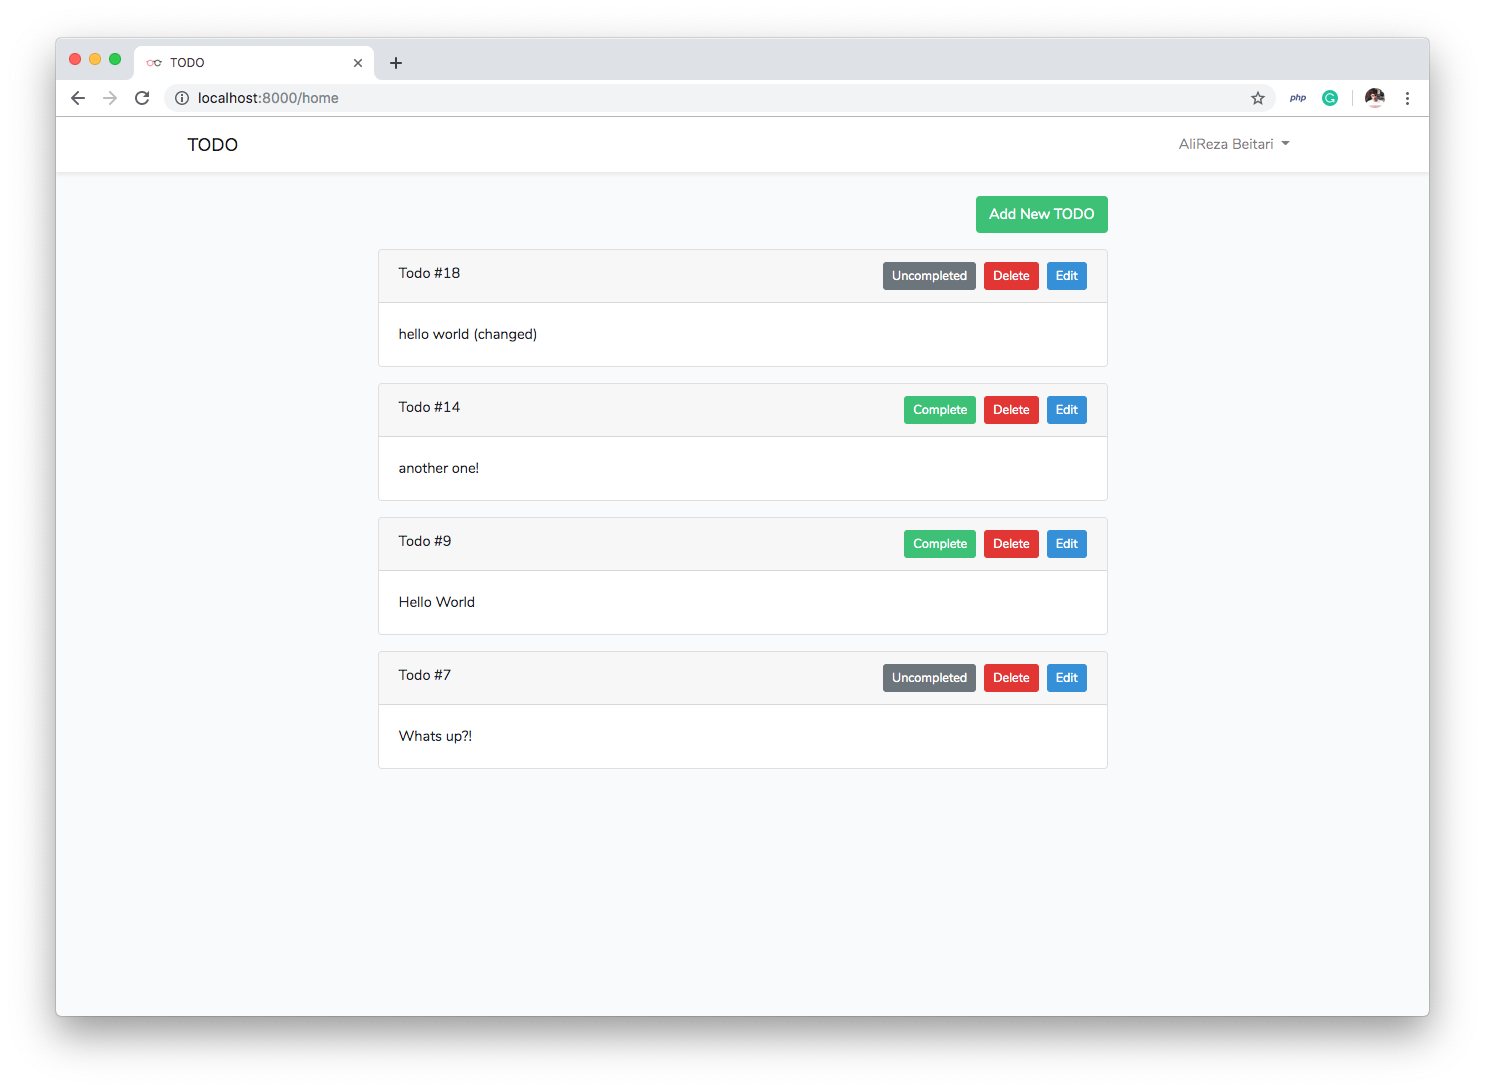 TODO
localhost:8000/home
php
G
TODO
AliReza Beitari
Add New TODO
Todo #18 Uncompleted Delete Edit
hello world (changed)
Todo #14 Complete Delete Edit
another one!
Todo #9 Complete Delete Edit
Hello World
Todo #7 Uncompleted Delete Edit
Whats up?!